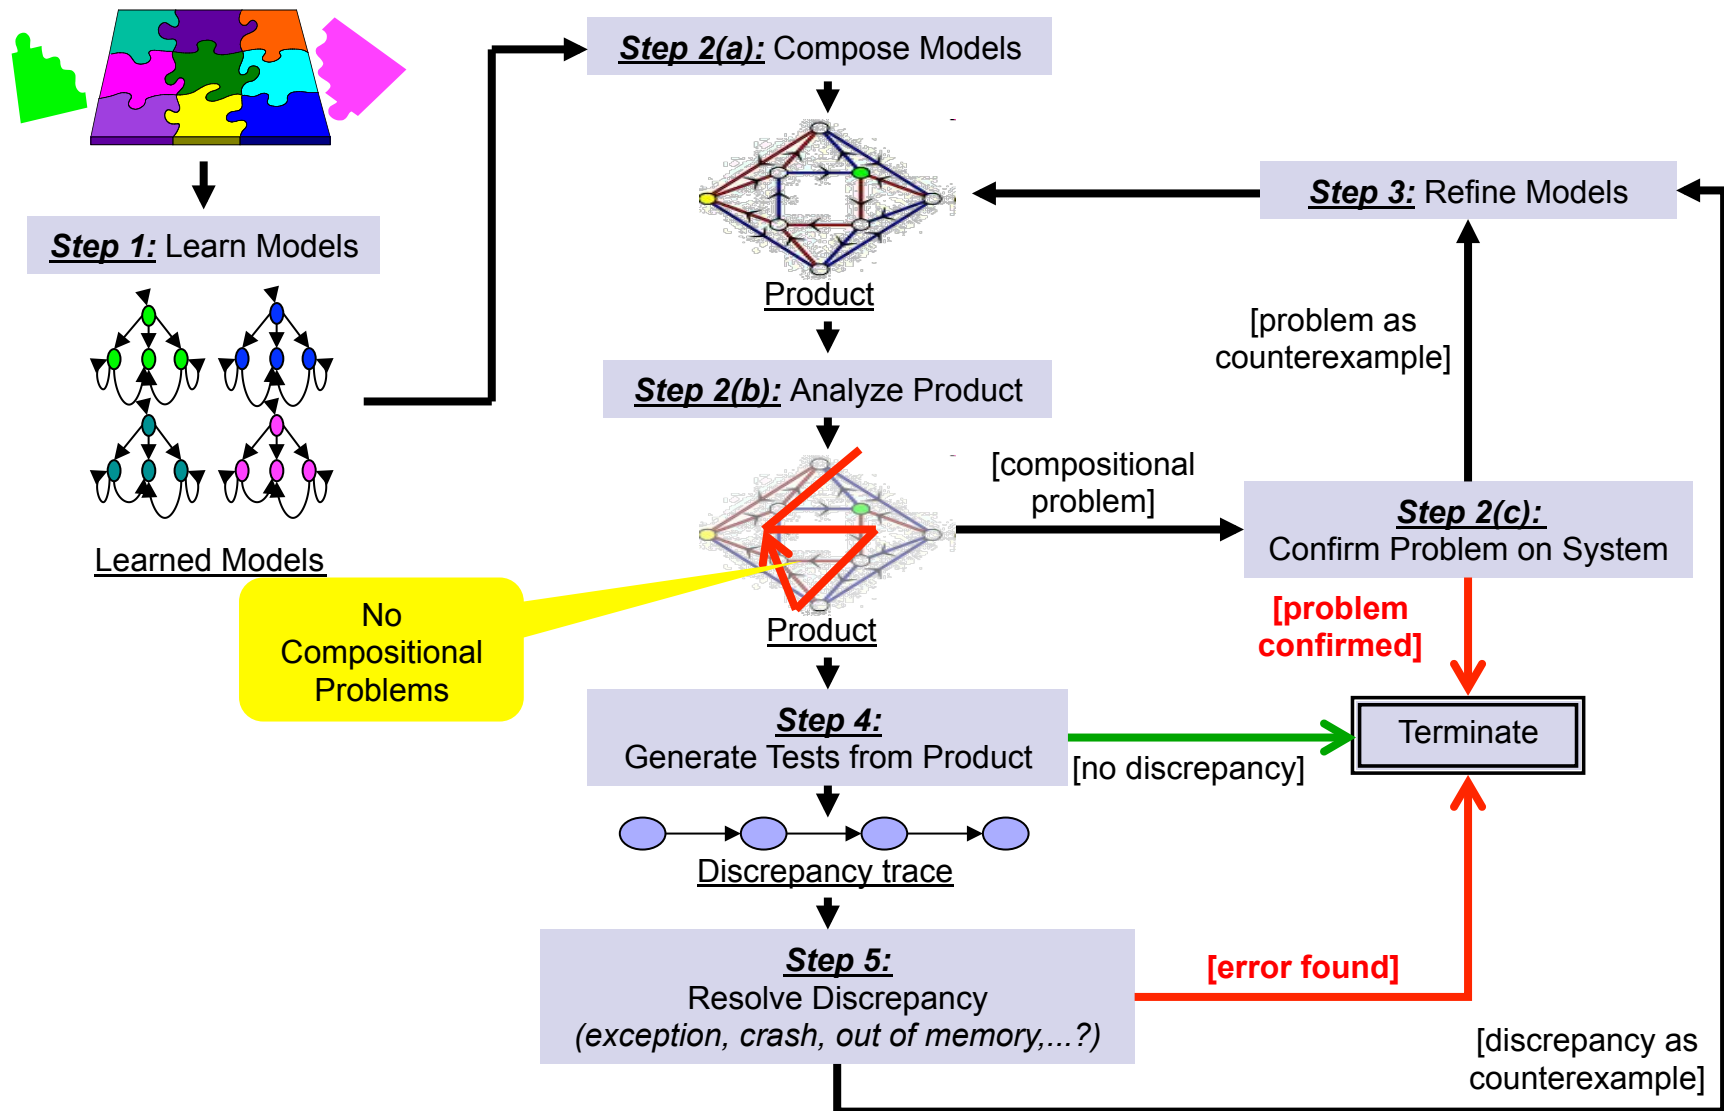 Step 2(a): Compose Models
Step 3: Refine Models
Step 1: Learn Models
Product
[problem as
counterexample]
Step 2(b): Analyze Product
[compositional
problem]
Step 2(c):
Confirm Problem on System
Learned Models
No
Compositional
Problems
[problem
confirmed]
Product
Step 4:
Generate Tests from Product
[no discrepancy]
Terminate
Discrepancy trace
Step 5:
Resolve Discrepancy
(exception, crash, out of memory,...?)
[error found]
[discrepancy as
counterexample]